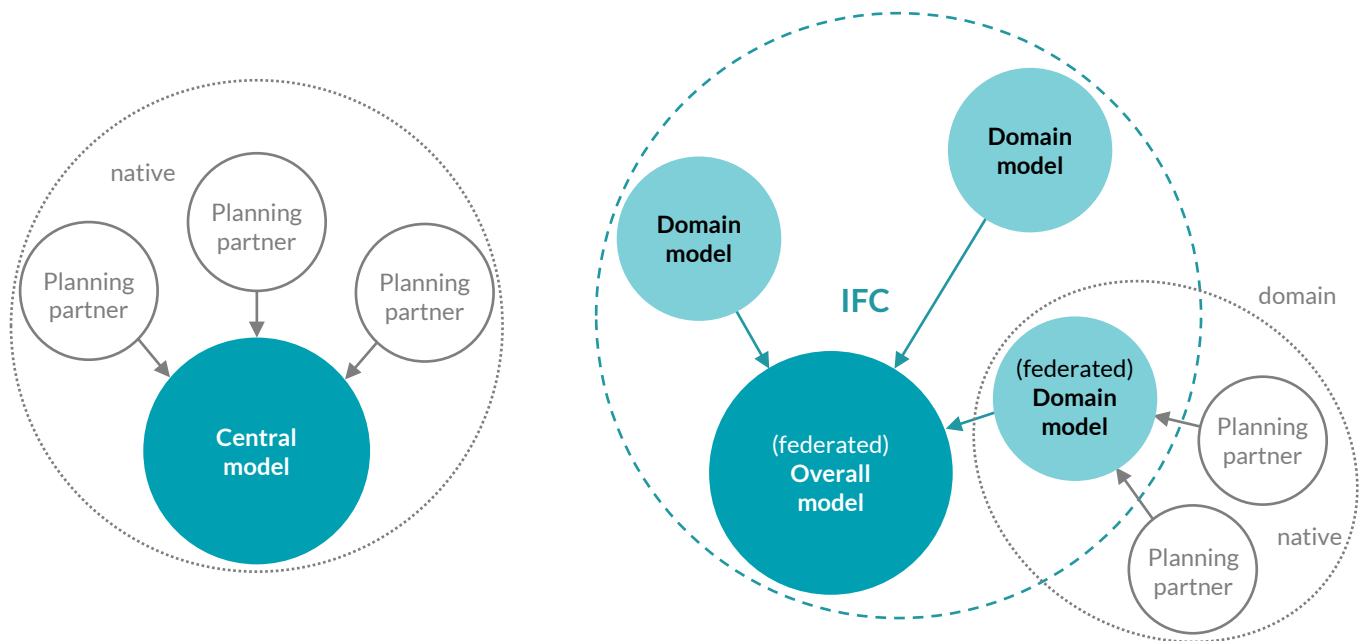 native
Planning
partner
Planning
partner
Planning
partner
Central
model
Domain
model
Domain
model
IFC
domain
(federated)
Domain
model
(federated)
Overall
model
Planning
partner
native
Planning
partner